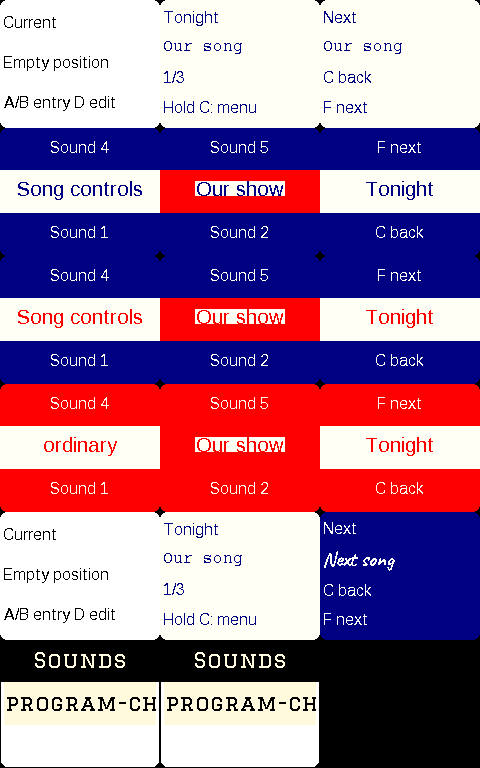 Current
Empty position
A/B entry D edit
Tonight
Our song
1/3
Hold C: menu
Next
Our song
C back
F next
Sound 4
Song controls
Sound 1
Sound 5
Our show
Sound 2
F next
Tonight
C back
Sound 4
Song controls
Sound 1
Sound 5
Our show
Sound 2
F next
Tonight
C back
Sound 4
ordinary
Sound 1
Sound 5
Our show
Sound 2
F next
Tonight
C back
Current
Empty position
A/B entry D edit
Tonight
Our song
1/3
Hold C: menu
Next
Next song
C back
F next
Sounds
PROGRAM-CH
Sounds
PROGRAM-CH